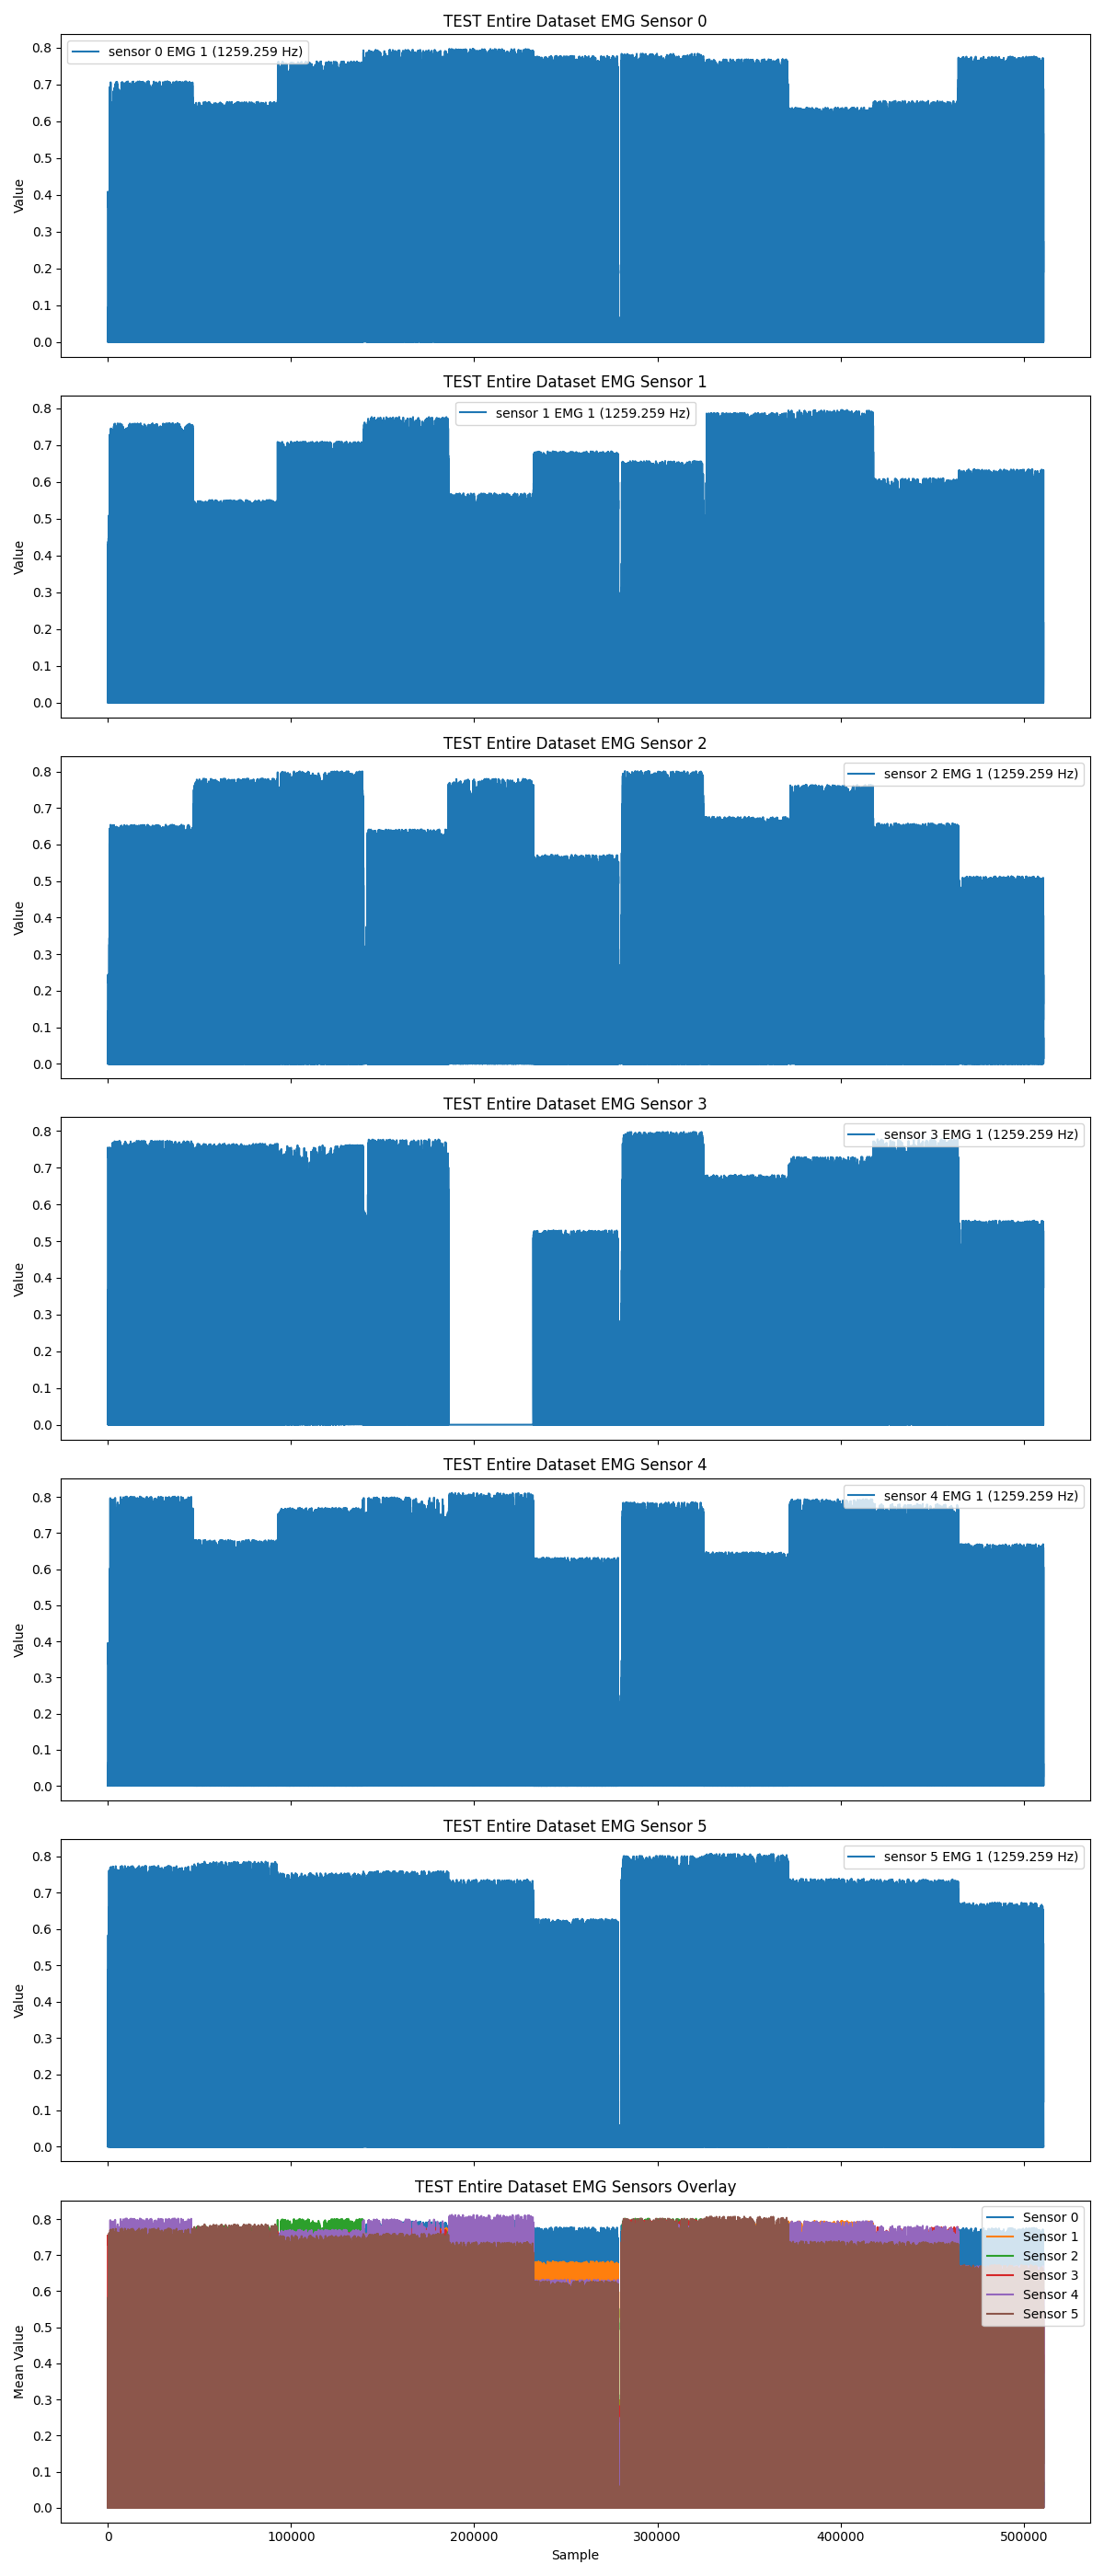 TEST Entire Dataset EMG Sensor 0
sensor 0 EMG 1 (1259.259 Hz)
0.8
0.7
0.6
0.5
0.4
0.3
0.2
0.1
0.0
Value
TEST Entire Dataset EMG Sensor 1
sensor 1 EMG 1 (1259.259 Hz)
0.8
0.7
0.6
0.5
0.4
0.3
0.2
0.1
0.0
Value
TEST Entire Dataset EMG Sensor 2
sensor 2 EMG 1 (1259.259 Hz)
0.8
0.7
0.6
0.5
0.4
0.3
0.2
0.1
0.0
Value
TEST Entire Dataset EMG Sensor 3
sensor 3 EMG 1 (1259.259 Hz)
0.8
0.7
0.6
0.5
0.4
0.3
0.2
0.1
0.0
Value
TEST Entire Dataset EMG Sensor 4
sensor 4 EMG 1 (1259.259 Hz)
0.8
0.7
0.6
0.5
0.4
0.3
0.2
0.1
0.0
Value
TEST Entire Dataset EMG Sensor 5
sensor 5 EMG 1 (1259.259 Hz)
0.8
0.7
0.6
0.5
0.4
0.3
0.2
0.1
0.0
Value
TEST Entire Dataset EMG Sensors Overlay
Sensor 0
Sensor 1
Sensor 2
Sensor 3
Sensor 4
Sensor 5
0.8
0.7
0.6
0.5
0.4
0.3
0.2
0.1
0.0
Mean Value
0 100000 200000 300000 400000 500000
Sample